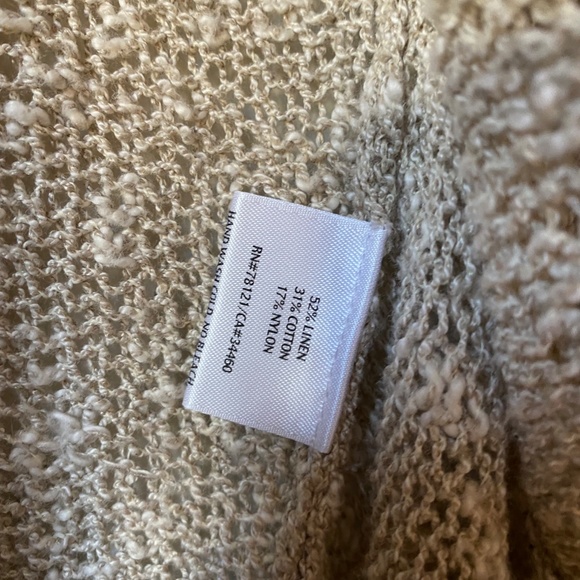 52% LINEN
31% COTTON
17% NYLON
RN#78121/CA#34460
HAND WASH COLD NO BLEACH